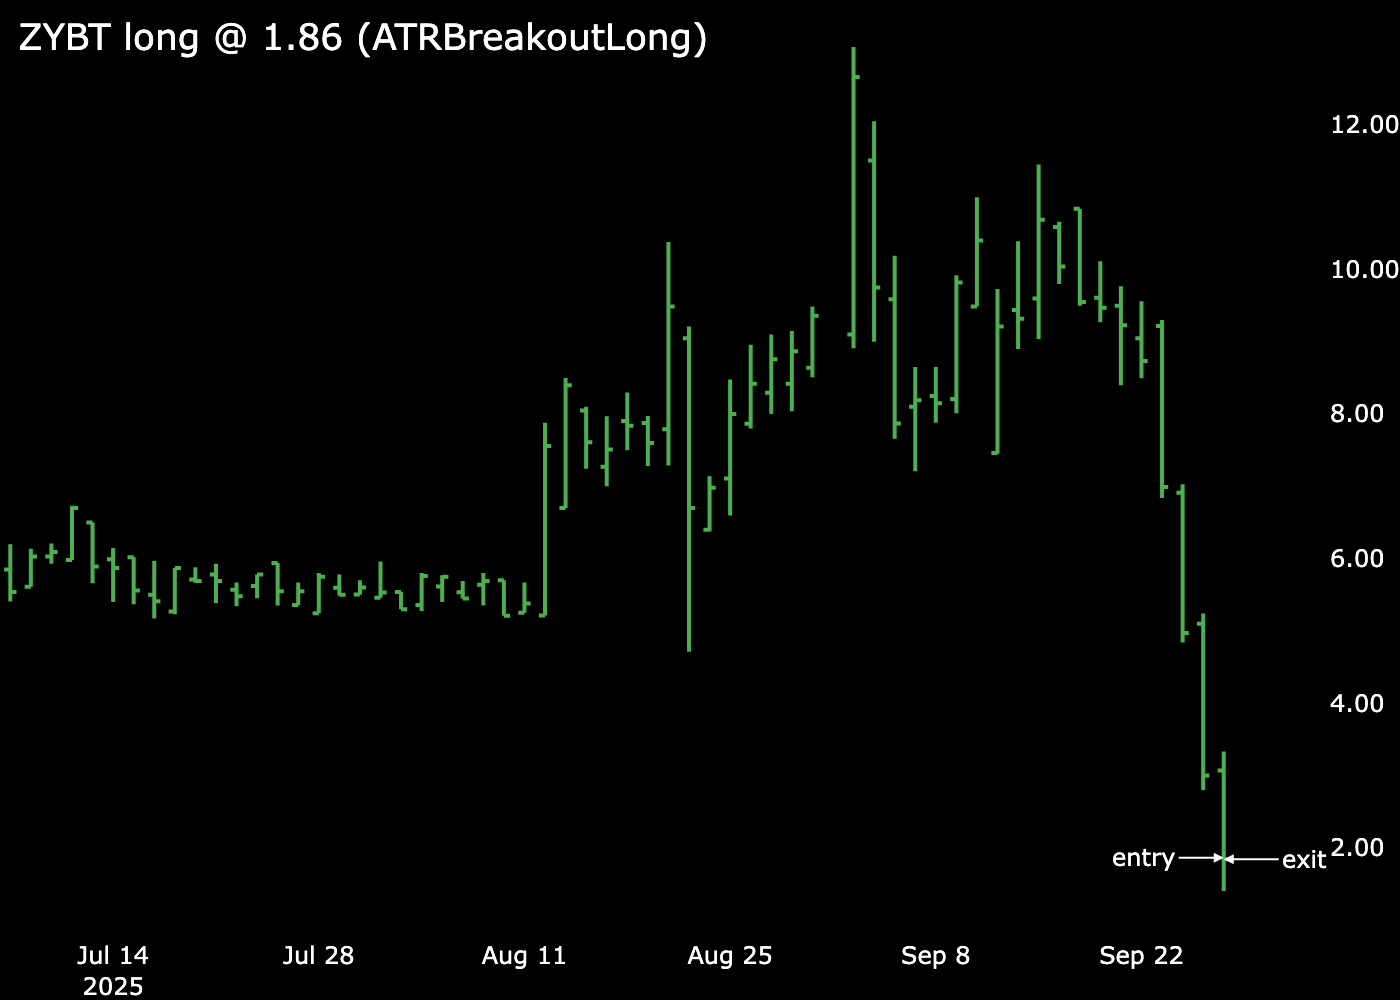 ZYBT long @ 1.86 (ATRBreakoutLong)
12.00
10.00
8.00
6.00
4.00
2.00
entry
exit
Jul 14
2025
Jul 28
Aug 11
Aug 25
Sep 8
Sep 22